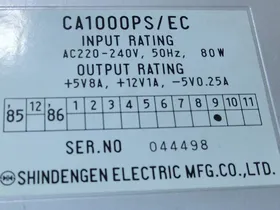 CA1000PS/EC
INPUT RATING
AC220-240V, 50Hz, 80W
OUTPUT RATING
+5V8A, +12V1A, -5V0.25A
'85 12 '86 1 2 3 4 5 6 7 8 9 10 11
SER.NO 044498
SHINDENGEN ELECTRIC MFG.CO.,LTD.